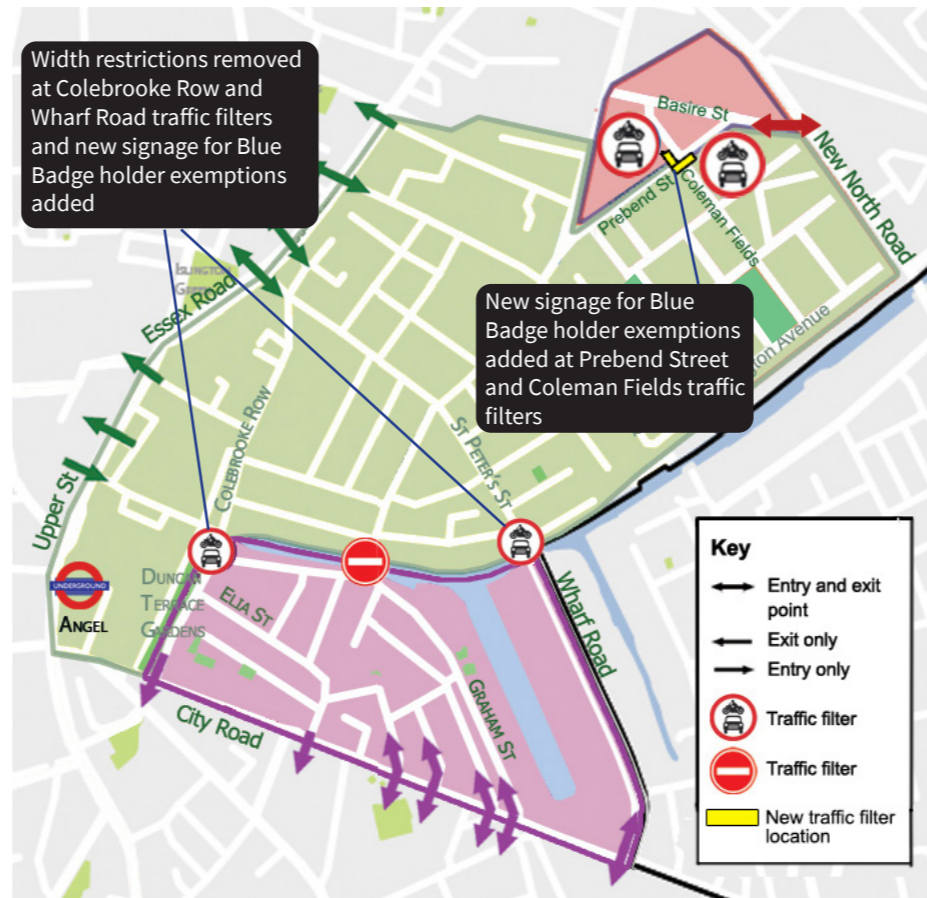 Width restrictions removed
at Colebrooke Row and
Wharf Road traffic filters
and new signage for Blue
Badge holder exemptions
added
Basire St
Prebend St
Coleman Fields
New North Road
Islington
Essex Road
New signage for Blue
Badge holder exemptions
added at Prebend Street
and Coleman Fields traffic
filters
Avenue
Colebrooke Row
St Peter's St
Upper St
UNDERGROUND
Angel
Duncan
Terrace
Gardens
Elia St
Graham St
Wharf Road
City Road
Key
Entry and exit
point
Exit only
Entry only
Traffic filter
Traffic filter
New traffic filter
location